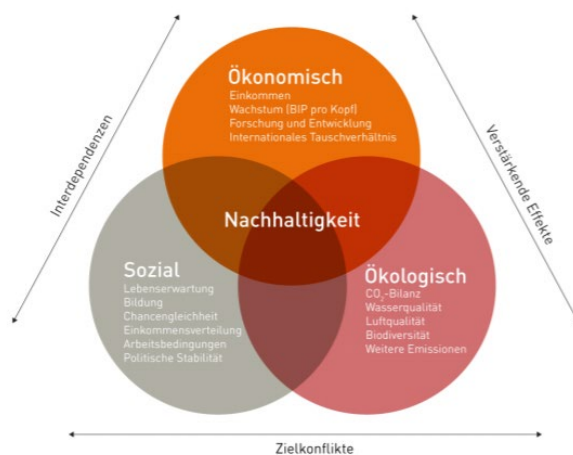 Ökonomisch
Einkommen
Wachstum (BIP pro Kopf)
Forschung und Entwicklung
Internationales Tauschverhältnis
Interdependenzen
Verstärkende Effekte
Nachhaltigkeit
Sozial
Lebenserwartung
Bildung
Chancengleichheit
Einkommensverteilung
Arbeitsbedingungen
Politische Stabilität
Ökologisch
CO₂-Bilanz
Wasserqualität
Luftqualität
Biodiversität
Weitere Emissionen
Zielkonflikte